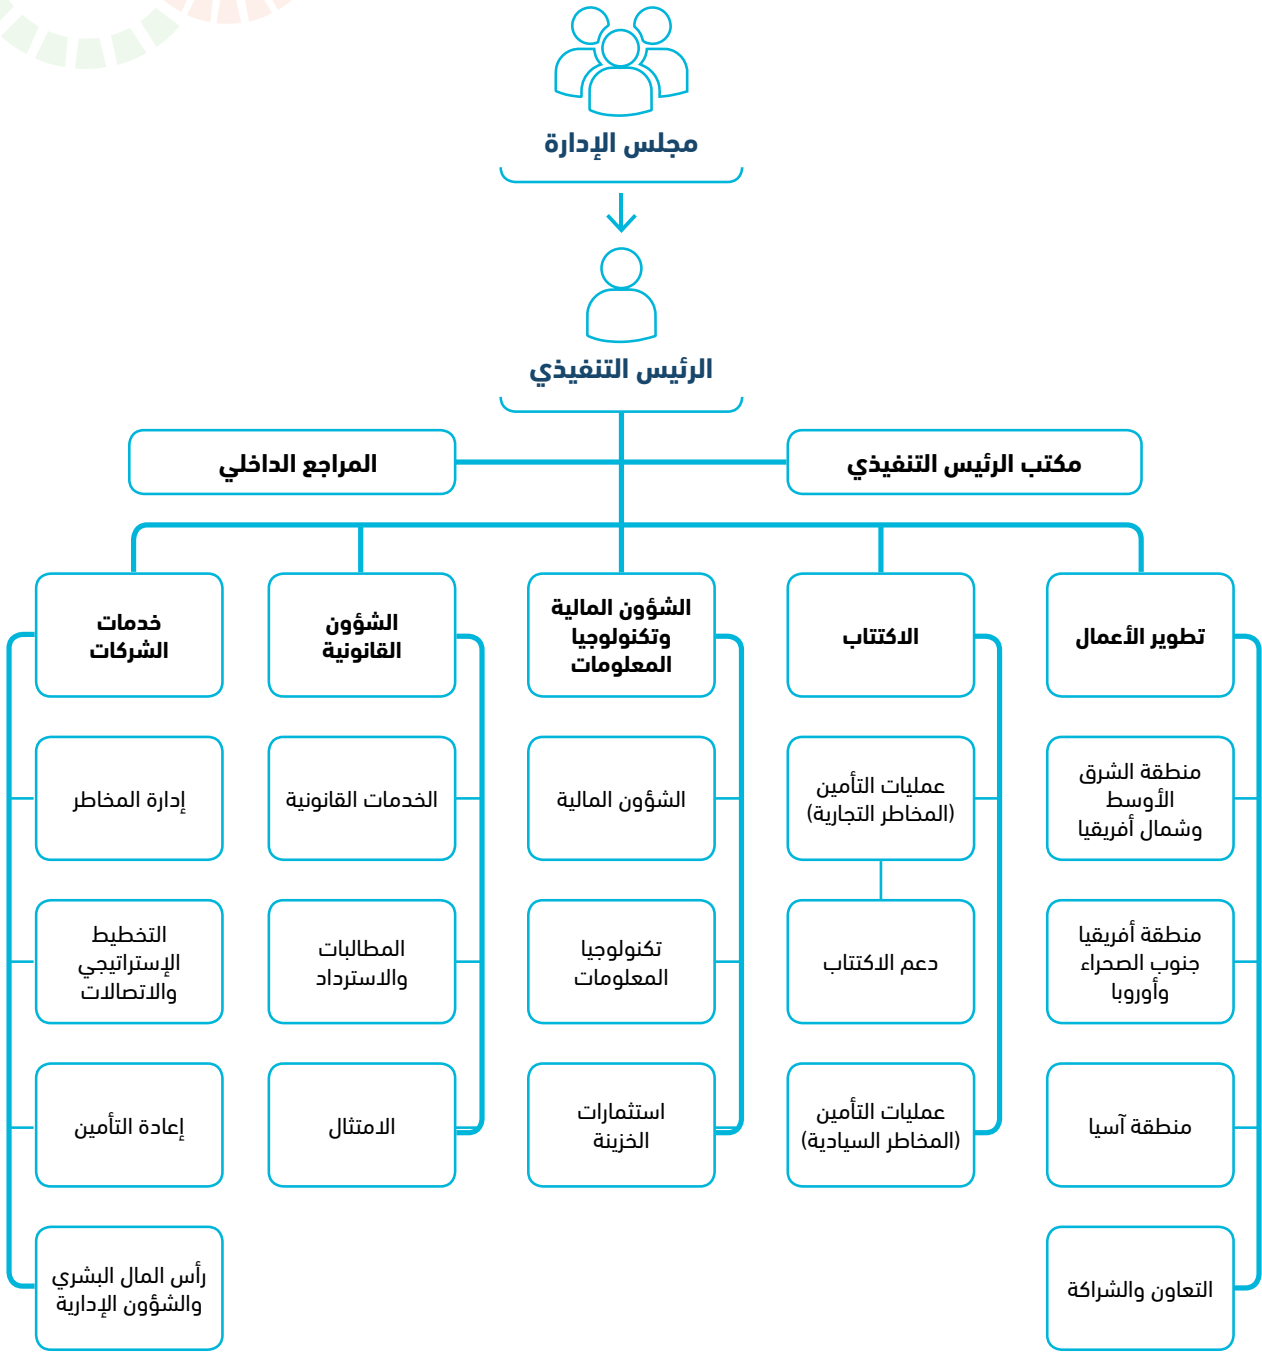 مجلس الإدارة
الرئيس التنفيذي
مكتب الرئيس التنفيذي
المراجع الداخلي
تطوير الأعمال
الاكتتاب
الشؤون المالية
وتكنولوجيا
المعلومات
الشؤون
القانونية
خدمات
الشركات
منطقة الشرق
الأوسط
وشمال أفريقيا
عمليات التأمين
(المخاطر التجارية)
الشؤون المالية
الخدمات القانونية
إدارة المخاطر
منطقة أفريقيا
جنوب الصحراء
وأوروبا
دعم الاكتتاب
تكنولوجيا
المعلومات
المطالبات
والاسترداد
التخطيط
الإستراتيجي
والاتصالات
منطقة آسيا
عمليات التأمين
(المخاطر السيادية)
استثمارات
الخزينة
الامتثال
إعادة التأمين
التعاون والشراكة
رأس المال البشري
والشؤون الإدارية